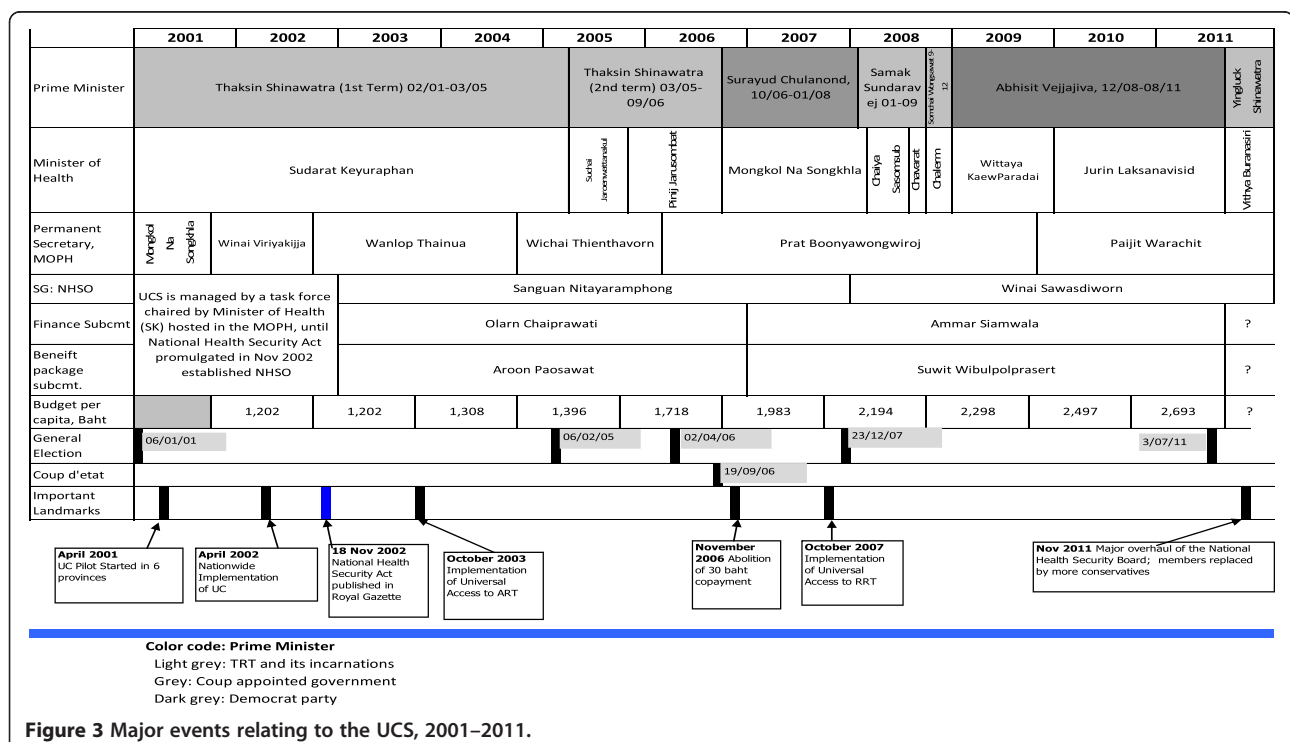 2001 2002 2003 2004 2005 2006 2007 2008 2009 2010 2011
Prime Minister
Thaksin Shinawatra (1st Term) 02/01-03/05
Thaksin Shinawatra
(2nd term) 03/05-
09/06
Surayud Chulanond,
10/06-01/08
Samak
Sundarav
ej 01-09
Somchai Wongsawat 9-
12
Abhisit Vejjajiva, 12/08-08/11
Yingluck
Shinawatra
Minister of
Health
Sudarat Keyuraphan
Suchai
Jaroenwattanakul
Pinij Jarusombat
Mongkol Na Songkhla
Chaiya
Sasomsub
Chavarat
Chalerm
Wittaya
KaewParadai
Jurin Laksanavisid
Vithya Buranasiri
Permanent
Secretary,
MOPH
Mongkol
Na
Songkhla
Winai Viriyakijja
Wanlop Thainua
Wichai Thienthavorn
Prat Boonyawongwiroj
Paijit Warachit
SG: NHSO
UCS is managed by a task force
chaired by Minister of Health
(SK) hosted in the MOPH, until
National Health Security Act
promulgated in Nov 2002
established NHSO
Sanguan Nitayaramphong
Winai Sawasdiworn
Finance Subcmt
Olarn Chaiprawati
Ammar Siamwala
?
Beneift
package
subcmt.
Aroon Paosawat
Suwit Wibulpolprasert
?
Budget per
capita, Baht
1,202 1,202 1,308 1,396 1,718 1,983 2,194 2,298 2,497 2,693 ?
General
Election
06/01/01
06/02/05
02/04/06
23/12/07
3/07/11
Coup d'etat
19/09/06
Important
Landmarks
April 2001
UC Pilot Started in 6
provinces
April 2002
Nationwide
Implementation
of UC
18 Nov 2002
National Health
Security Act
published in
Royal Gazette
October 2003
Implementation
of Universal
Access to ART
November
2006 Abolition
of 30 baht
copayment
October 2007
Implementation
of Universal
Access to RRT
Nov 2011 Major overhaul of the National
Health Security Board; members replaced
by more conservatives
Color code: Prime Minister
Light grey: TRT and its incarnations
Grey: Coup appointed government
Dark grey: Democrat party
Figure 3 Major events relating to the UCS, 2001–2011.